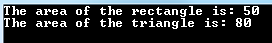 The area of the rectangle is: 50
The area of the triangle is: 80